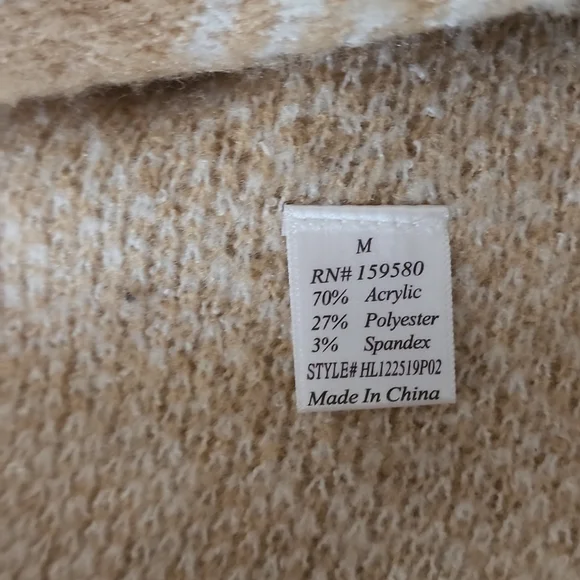 M
RN# 159580
70% Acrylic
27% Polyester
3% Spandex
STYLE# HL122519P02
Made In China